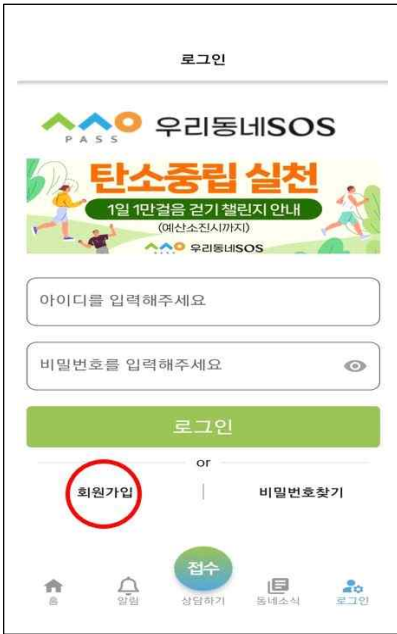 로그인
PASS 우리동네SOS
탄소중립 실천
1일 1만걸음 걷기 챌린지 안내
(예산소진시까지)
우리동네SOS
아이디를 입력해주세요
비밀번호를 입력해주세요
로그인
or
회원가입 | 비밀번호찾기
접수
홈 알림 상담하기 동네소식 로그인